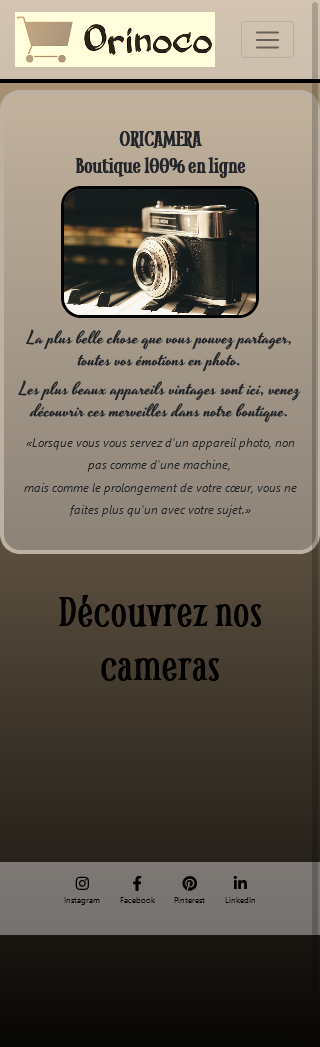 Orinoco
ORICAMERA
Boutique 100% en ligne
La plus belle chose que vous pouvez partager,
toutes vos émotions en photo.
Les plus beaux appareils vintages sont ici, venez
découvrir ces merveilles dans notre boutique.
«Lorsque vous vous servez d'un appareil photo, non
pas comme d'une machine,
mais comme le prolongement de votre cœur, vous ne
faites plus qu'un avec votre sujet.»
Découvrez nos
cameras
Instagram Facebook Pinterest LinkedIn